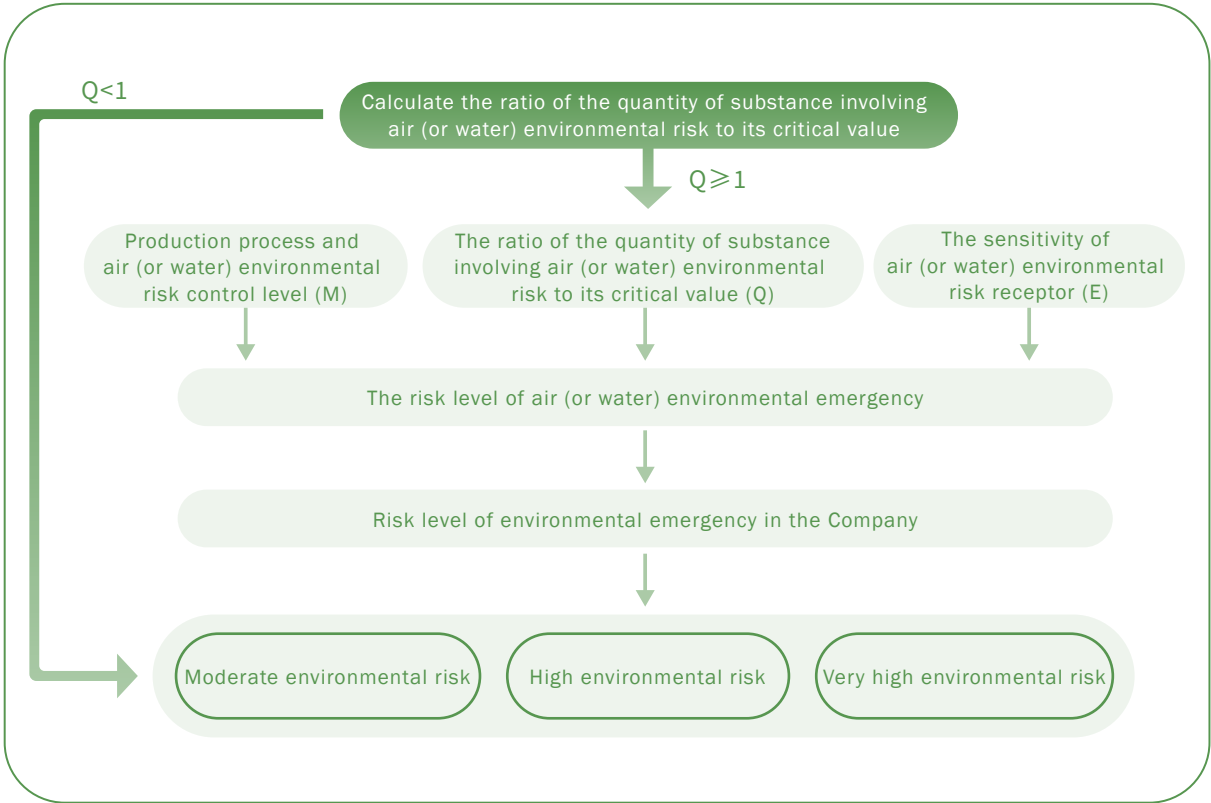 Q<1
Calculate the ratio of the quantity of substance involving
air (or water) environmental risk to its critical value
Q⩾1
Production process and
air (or water) environmental
risk control level (M)
The ratio of the quantity of substance
involving air (or water) environmental
risk to its critical value (Q)
The sensitivity of
air (or water) environmental
risk receptor (E)
The risk level of air (or water) environmental emergency
Risk level of environmental emergency in the Company
Moderate environmental risk
High environmental risk
Very high environmental risk